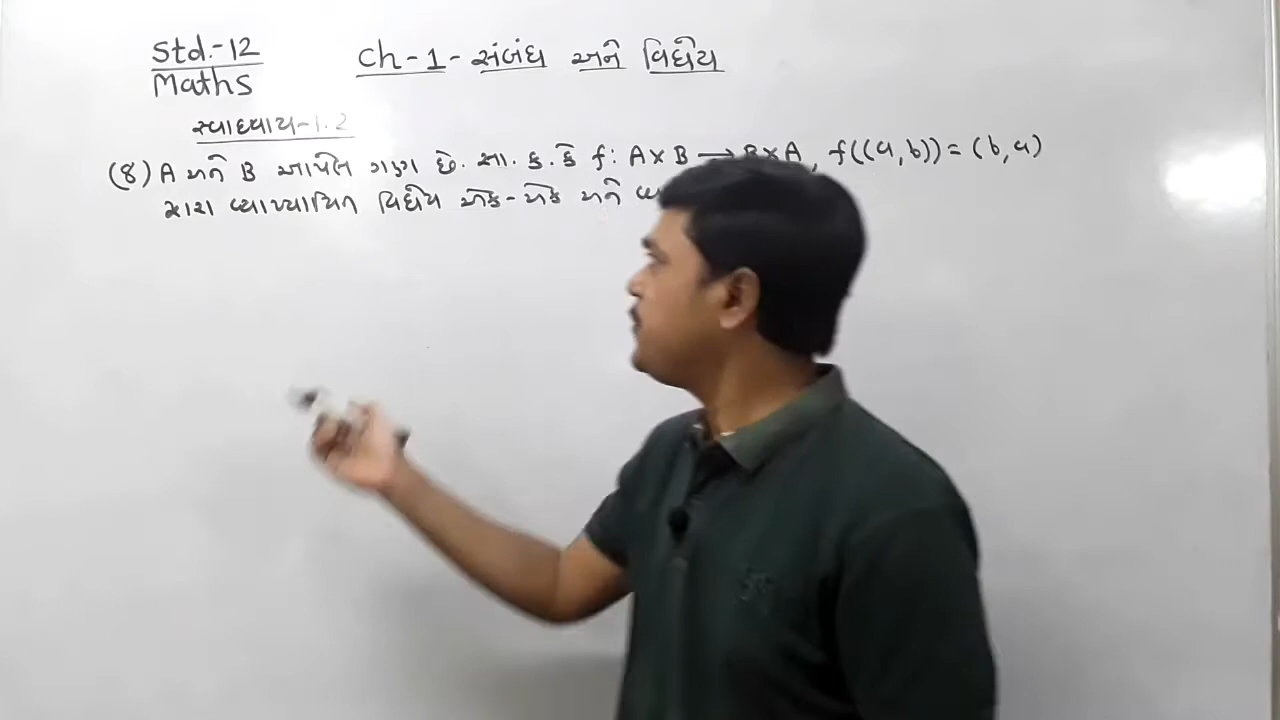 Std.-12
Maths
Ch-1- સંબંધ અને વિધેય
સ્વાધ્યાય-1.2
(8) A અને B આપેલ ગણ છે. સા. ક. કે f: A×B → B×A, f((a,b)) = (b,a)
દ્વારા વ્યાખ્યાયિત વિધેય એક-એક અને